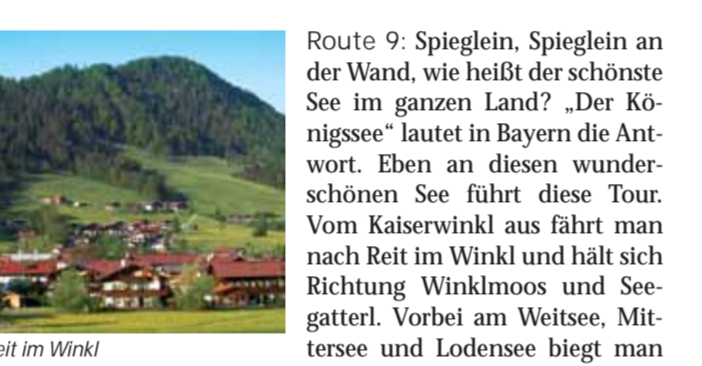 Route 9: Spieglein, Spieglein an
der Wand, wie heißt der schönste
See im ganzen Land? „Der Kö-
nigssee“ lautet in Bayern die Ant-
wort. Eben an diesen wunder-
schönen See führt diese Tour.
Vom Kaiserwinkl aus fährt man
nach Reit im Winkl und hält sich
Richtung Winklmoos und See-
gatterl. Vorbei am Weitsee, Mit-
tersee und Lodensee biegt man
eit im Winkl